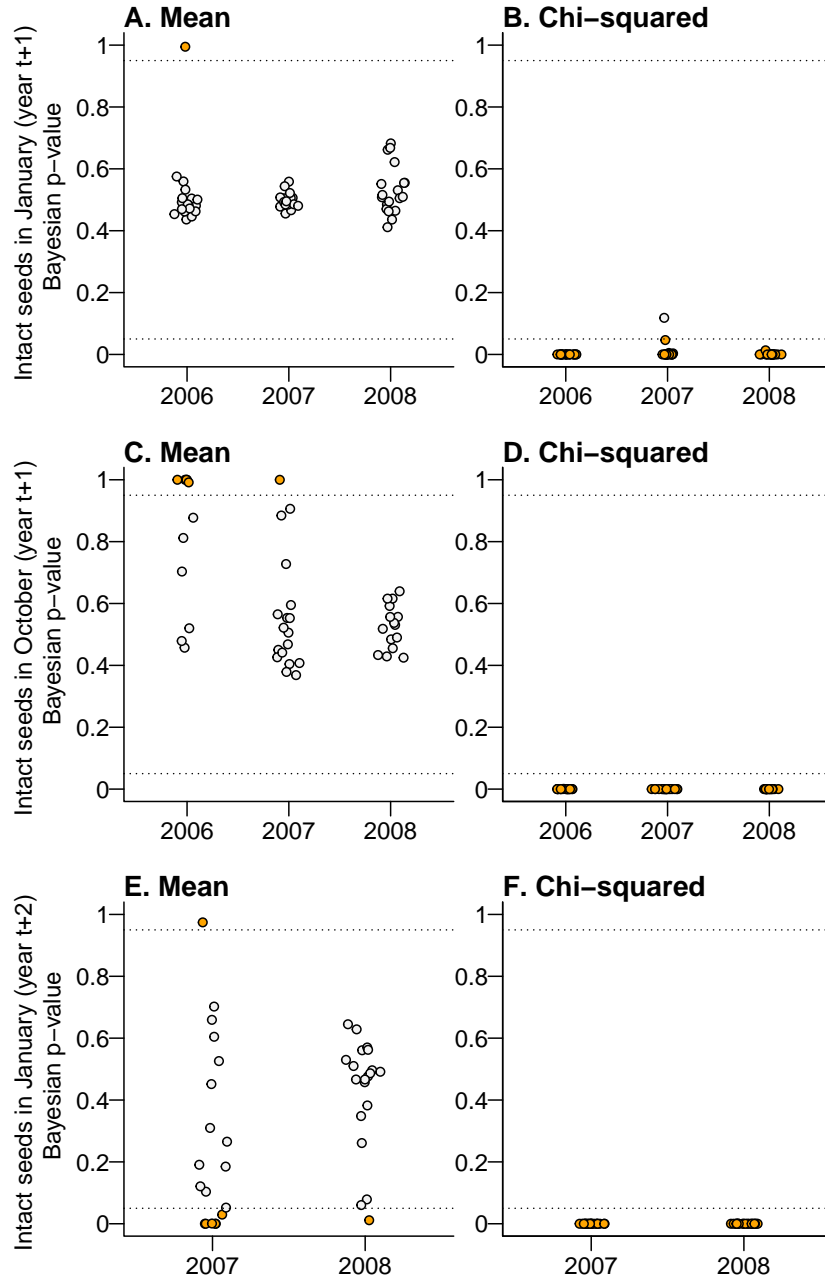 A. Mean
B. Chi−squared
Intact seeds in January (year t+1)
Bayesian p−value
1
0.8
0.6
0.4
0.2
0
2006 2007 2008
1
0.8
0.6
0.4
0.2
0
2006 2007 2008
C. Mean
D. Chi−squared
Intact seeds in October (year t+1)
Bayesian p−value
1
0.8
0.6
0.4
0.2
0
2006 2007 2008
1
0.8
0.6
0.4
0.2
0
2006 2007 2008
E. Mean
F. Chi−squared
Intact seeds in January (year t+2)
Bayesian p−value
1
0.8
0.6
0.4
0.2
0
2007 2008
1
0.8
0.6
0.4
0.2
0
2007 2008